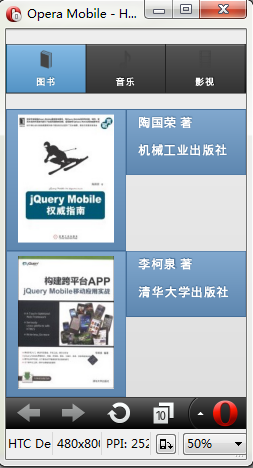 Opera Mobile - H...
图书
音乐
影视
jQuery Mobile
权威指南
陶国荣 著
机械工业出版社
构建跨平台APP
jQuery Mobile移动应用实战
李柯泉 著
清华大学出版社
10
HTC De
480x800
PPI: 252
50%